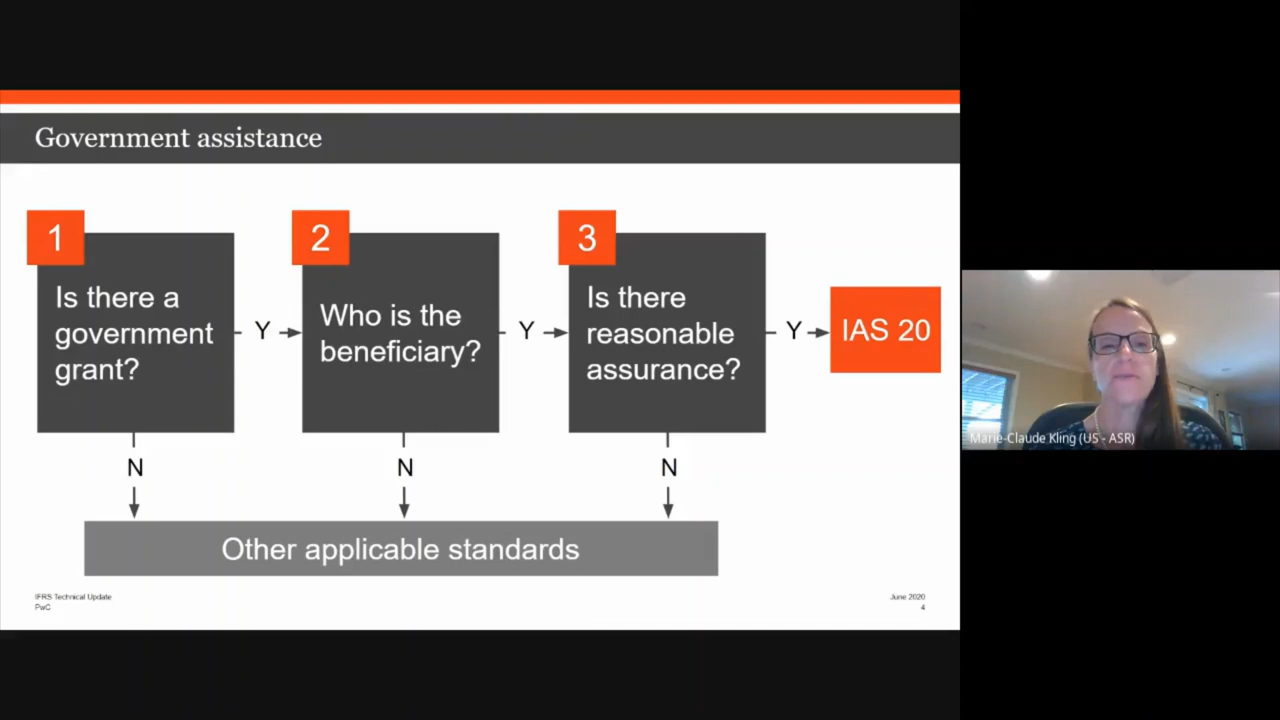 Government assistance
1
Is there a
government
grant?
Y
2
Who is the
beneficiary?
Y
3
Is there
reasonable
assurance?
Y
IAS 20
N
N
N
Other applicable standards
IFRS Technical Update
PwC
June 2020
4
Marie-Claude Kling (US - ASR)